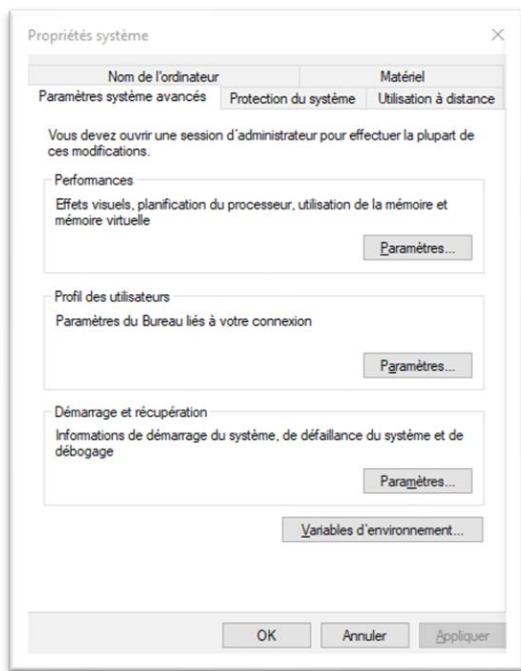 Propriétés système
Nom de l'ordinateur Matériel
Paramètres système avancés Protection du système Utilisation à distance
Vous devez ouvrir une session d'administrateur pour effectuer la plupart de
ces modifications.
Performances
Effets visuels, planification du processeur, utilisation de la mémoire et
mémoire virtuelle
Paramètres...
Profil des utilisateurs
Paramètres du Bureau liés à votre connexion
Paramètres...
Démarrage et récupération
Informations de démarrage du système, de défaillance du système et de
débogage
Paramètres...
Variables d'environnement...
OK Annuler Appliquer